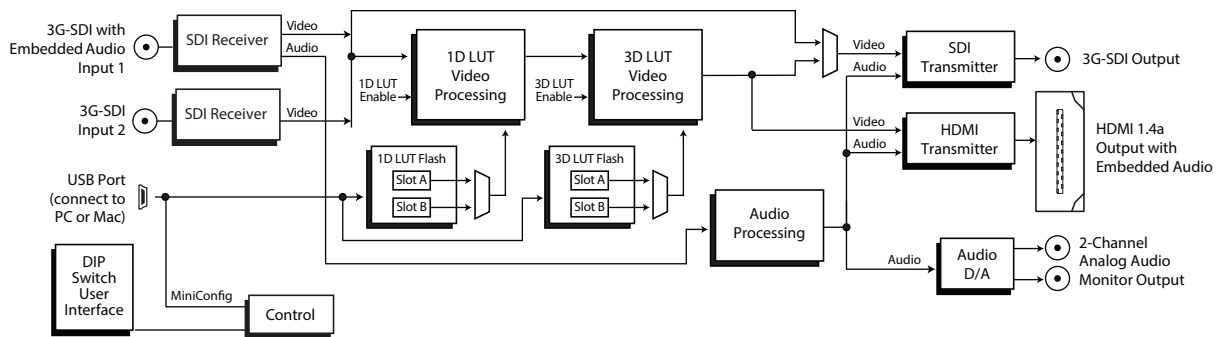 3G-SDI with
Embedded Audio
Input 1
SDI Receiver
Video
Audio
3G-SDI
Input 2
SDI Receiver
Video
1D LUT
Enable
1D LUT
Video
Processing
3D LUT
Enable
3D LUT
Video
Processing
Video
Audio
SDI
Transmitter
3G-SDI Output
Video
Audio
HDMI
Transmitter
HDMI 1.4a
Output with
Embedded Audio
USB Port
(connect to
PC or Mac)
1D LUT Flash
Slot A
Slot B
3D LUT Flash
Slot A
Slot B
Audio
Processing
Audio
Audio
D/A
2-Channel
Analog Audio
Monitor Output
DIP
Switch
User
Interface
MiniConfig
Control